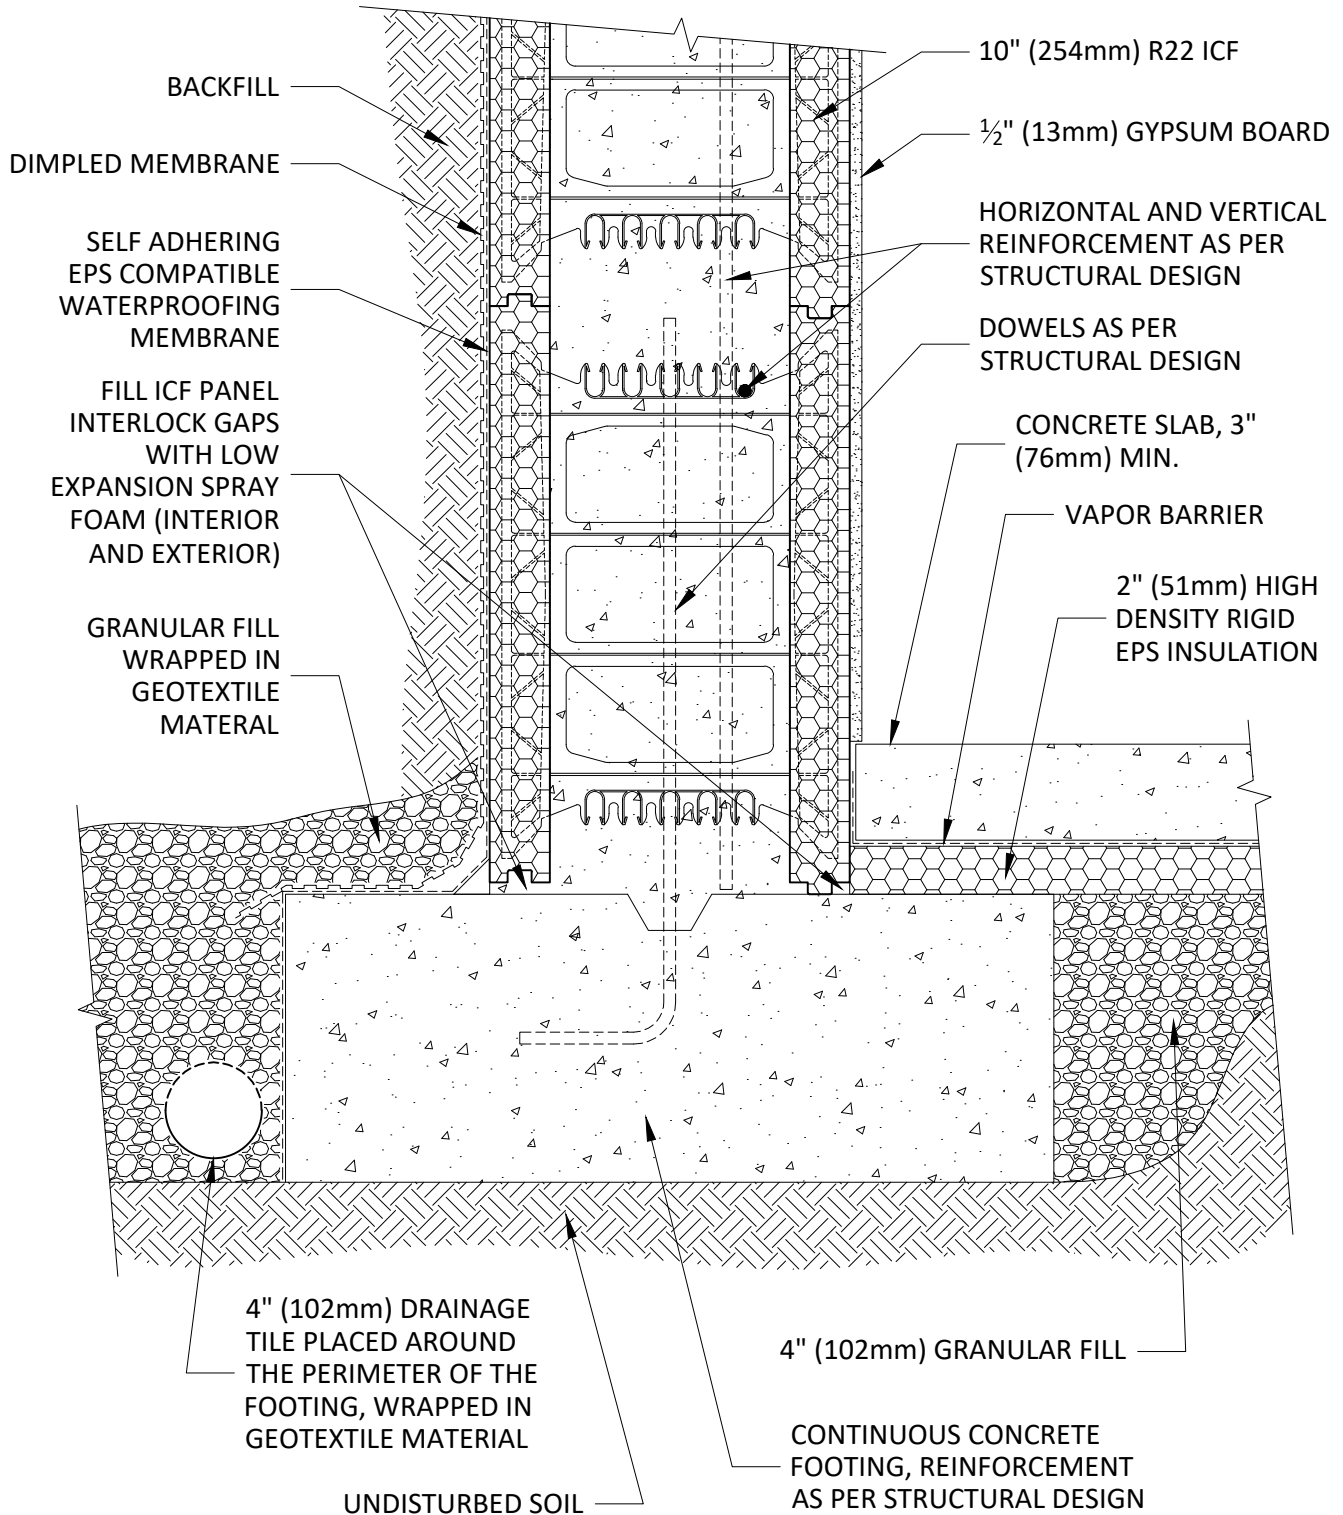 BACKFILL
DIMPLED MEMBRANE
SELF ADHERING
EPS COMPATIBLE
WATERPROOFING
MEMBRANE
FILL ICF PANEL
INTERLOCK GAPS
WITH LOW
EXPANSION SPRAY
FOAM (INTERIOR
AND EXTERIOR)
GRANULAR FILL
WRAPPED IN
GEOTEXTILE
MATERAL
10" (254mm) R22 ICF
½" (13mm) GYPSUM BOARD
HORIZONTAL AND VERTICAL
REINFORCEMENT AS PER
STRUCTURAL DESIGN
DOWELS AS PER
STRUCTURAL DESIGN
CONCRETE SLAB, 3"
(76mm) MIN.
VAPOR BARRIER
2" (51mm) HIGH
DENSITY RIGID
EPS INSULATION
4" (102mm) DRAINAGE
TILE PLACED AROUND
THE PERIMETER OF THE
FOOTING, WRAPPED IN
GEOTEXTILE MATERIAL
UNDISTURBED SOIL
4" (102mm) GRANULAR FILL
CONTINUOUS CONCRETE
FOOTING, REINFORCEMENT
AS PER STRUCTURAL DESIGN